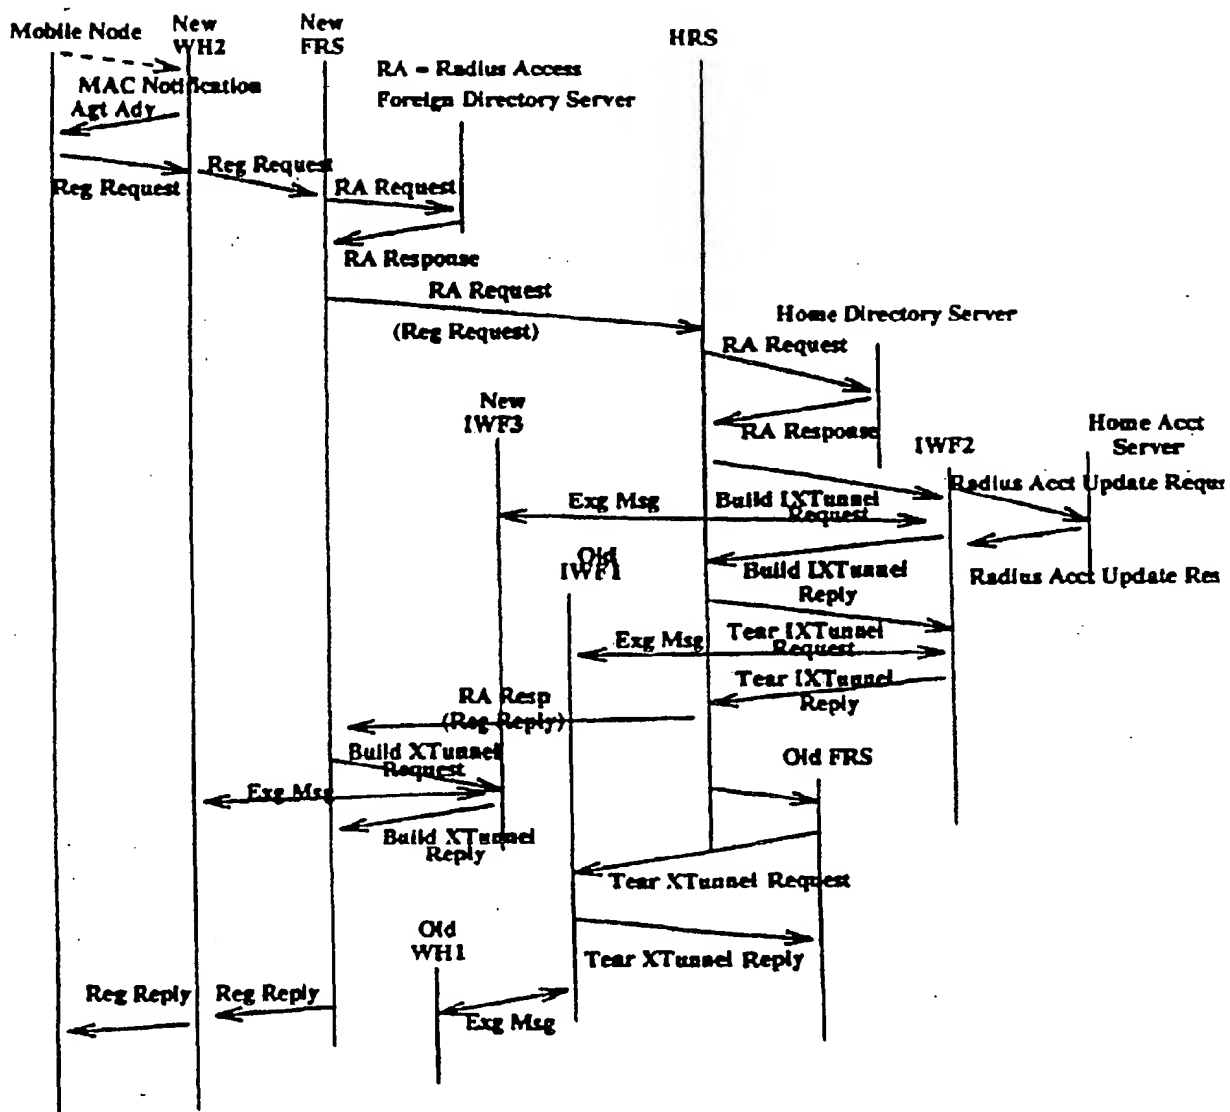 Mobile Node
New
WH2
New
FRS
HRS
RA - Radius Access
Foreign Directory Server
MAC Notification
Agt Adv
Reg Request
Reg Request
RA Request
RA Response
RA Request
(Reg Request)
Home Directory Server
RA Request
RA Response
New
IWF3
IWF2
Home Acct
Server
Radius Acct Update Requ
Exg Msg
Build IXTunnel
Request
Old
IWF1
Build IXTunnel
Reply
Radius Acct Update Res
Exg Msg
Tear IXTunnel
Request
Tear IXTunnel
Reply
RA Resp
(Reg Reply)
Build XTunnel
Request
Old FRS
Exg Msg
Build XTunnel
Reply
Tear XTunnel Request
Old
WH1
Tear XTunnel Reply
Reg Reply
Reg Reply
Exg Msg